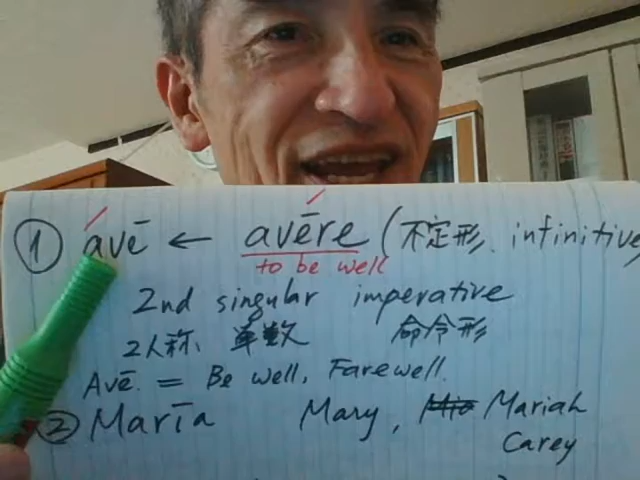 ① avē ← avēre (不定形、infinitive
to be well
2nd singular imperative
2人称、単数 命令形
Avē. = Be well, Farewell.
② Marīa Mary, Mariah
Carey